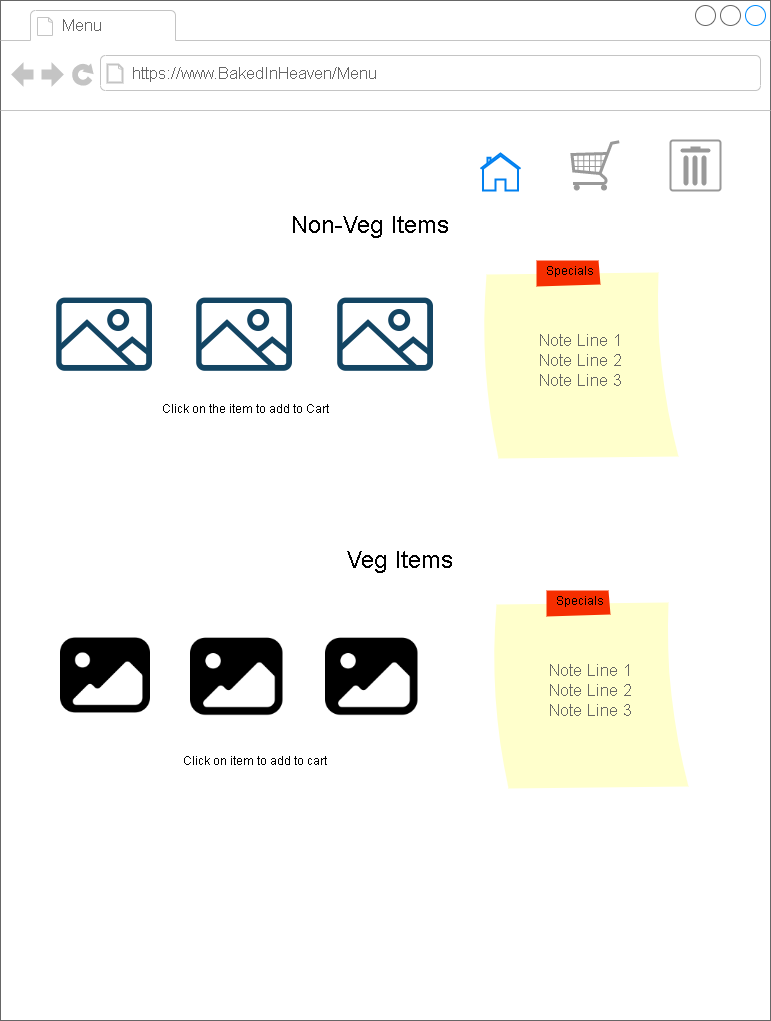 Menu
https://www.BakedInHeaven/Menu
Non-Veg Items
Specials
Note Line 1
Note Line 2
Note Line 3
Click on the item to add to Cart
Veg Items
Specials
Note Line 1
Note Line 2
Note Line 3
Click on item to add to cart